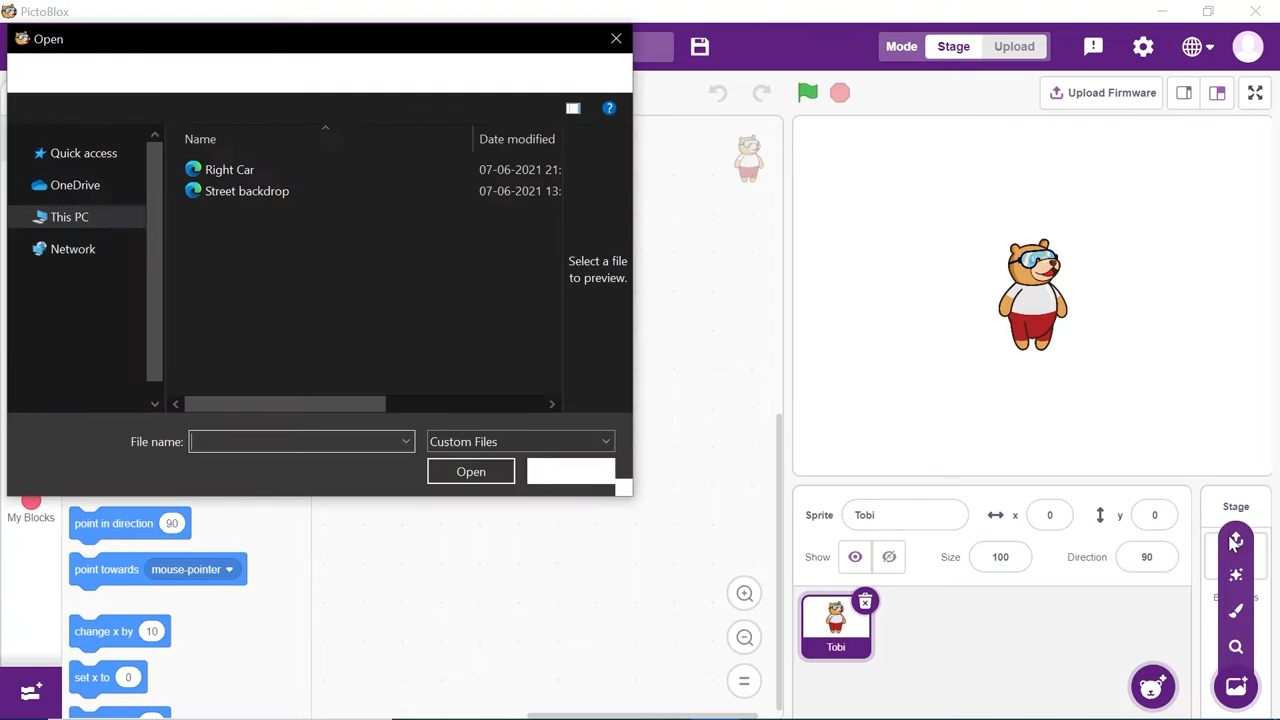 PictoBlox
Open
Mode
Stage
Upload
Upload Firmware
Name
Date modified
Quick access
OneDrive
This PC
Network
Right Car
07-06-2021 21:
Street backdrop
07-06-2021 13:
Select a file
to preview.
File name:
Custom Files
Open
My Blocks
point in direction 90
point towards mouse-pointer
change x by 10
set x to 0
Sprite
Tobi
x
0
y
0
Show
Size
100
Direction
90
Tobi
Stage